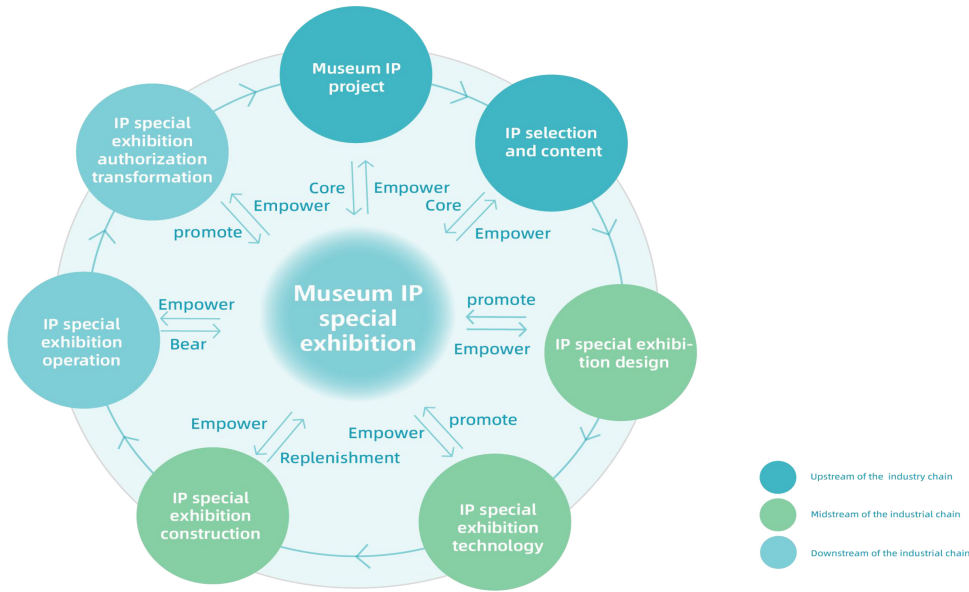 Museum IP
project
IP selection
and content
IP special
exhibition
authorization
transformation
Core
Empower
Empower
Core
promote
Empower
Museum IP
special
exhibition
promote
Empower
IP special exhibi-
tion design
Empower
Bear
IP special
exhibition
operation
Empower
Replenishment
Empower
promote
IP special
exhibition
construction
IP special
exhibition
technology
Upstream of the industry chain
Midstream of the industrial chain
Downstream of the industrial chain